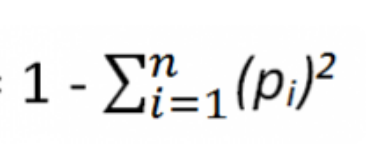 = 1 - ∑ⁿᵢ₌₁(pᵢ)²